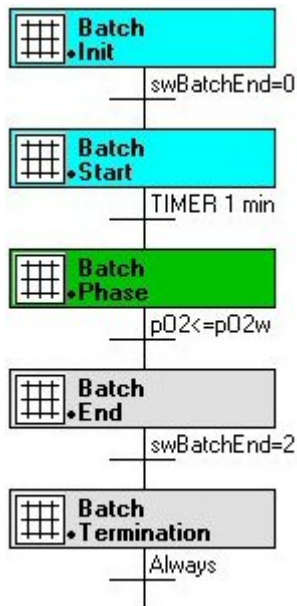 Batch
Init
swBatchEnd=0
Batch
Start
TIMER 1 min
Batch
Phase
pO2<=pO2w
Batch
End
swBatchEnd=2
Batch
Termination
Always